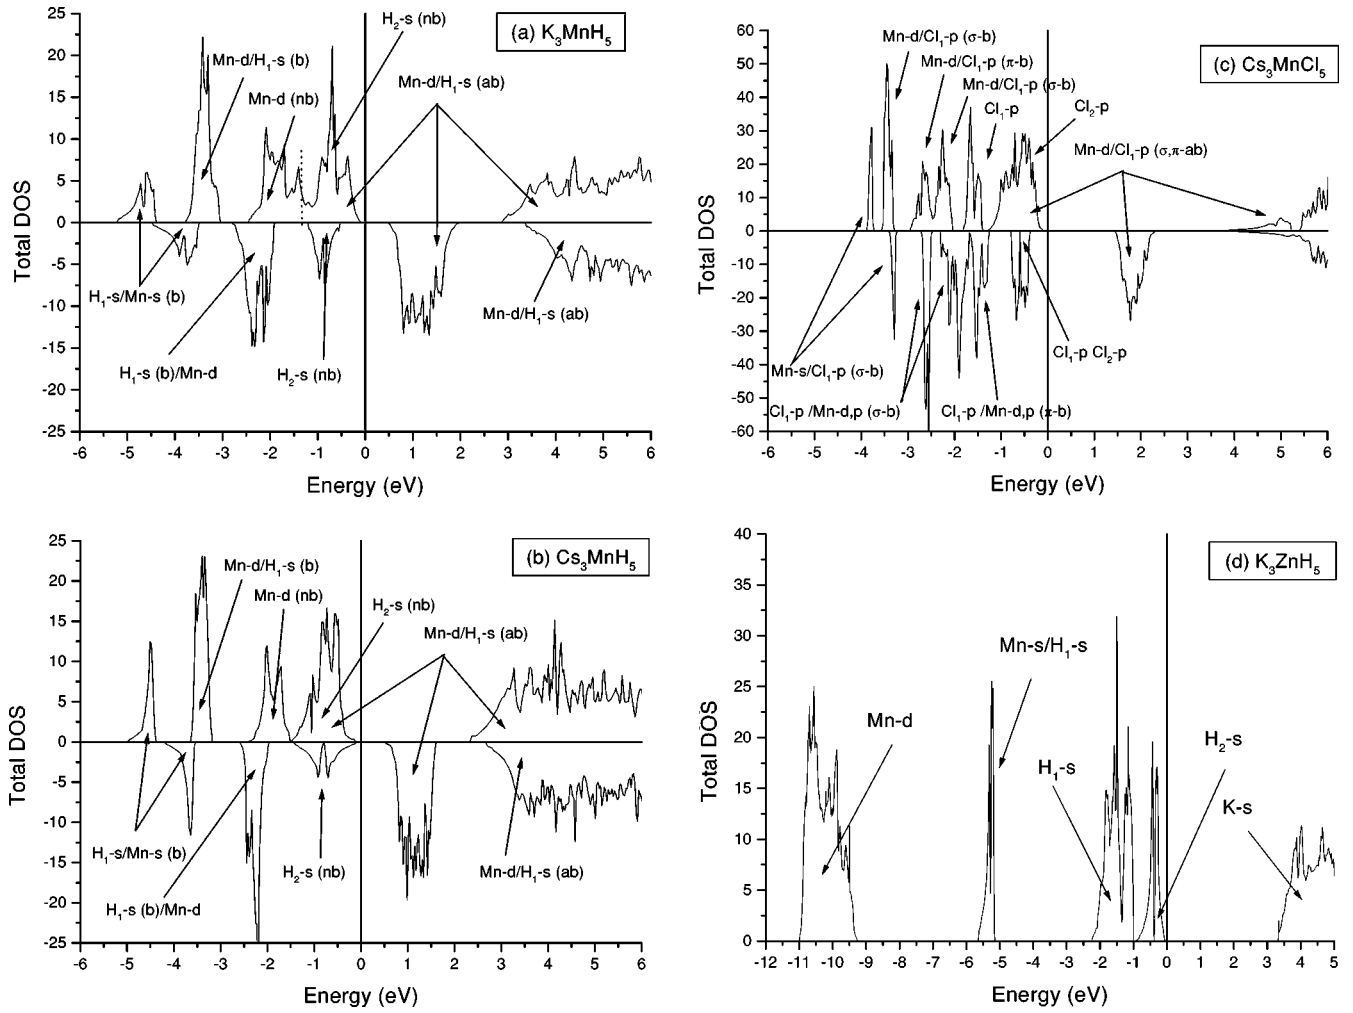 (a) K3MnH5
Total DOS
25
20
15
10
5
0
-5
-10
-15
-20
-25
H2-s (nb)
Mn-d/H1-s (b)
Mn-d/H1-s (ab)
Mn-d (nb)
H1-s/Mn-s (b)
Mn-d/H1-s (ab)
H1-s (b)/Mn-d
H2-s (nb)
-6 -5 -4 -3 -2 -1 0 1 2 3 4 5 6
Energy (eV)
(c) Cs3MnCl5
Total DOS
60
50
40
30
20
10
0
-10
-20
-30
-40
-50
-60
Mn-d/Cl1-p (σ-b)
Mn-d/Cl1-p (π-b)
Mn-d/Cl1-p (σ-b)
Cl1-p
Cl2-p
Mn-d/Cl1-p (σ,π-ab)
Cl1-p Cl2-p
Mn-s/Cl1-p (σ-b)
Cl1-p /Mn-d,p (σ-b)
Cl1-p /Mn-d,p (π-b)
-6 -5 -4 -3 -2 -1 0 1 2 3 4 5 6
Energy (eV)
(b) Cs3MnH5
Total DOS
25
20
15
10
5
0
-5
-10
-15
-20
-25
Mn-d/H1-s (b)
Mn-d (nb)
H2-s (nb)
Mn-d/H1-s (ab)
H1-s/Mn-s (b)
H2-s (nb)
Mn-d/H1-s (ab)
H1-s (b)/Mn-d
-6 -5 -4 -3 -2 -1 0 1 2 3 4 5 6
Energy (eV)
(d) K3ZnH5
Total DOS
40
35
30
25
20
15
10
5
0
Mn-s/H1-s
Mn-d
H1-s
H2-s
K-s
-12 -11 -10 -9 -8 -7 -6 -5 -4 -3 -2 -1 0 1 2 3 4 5
Energy (eV)